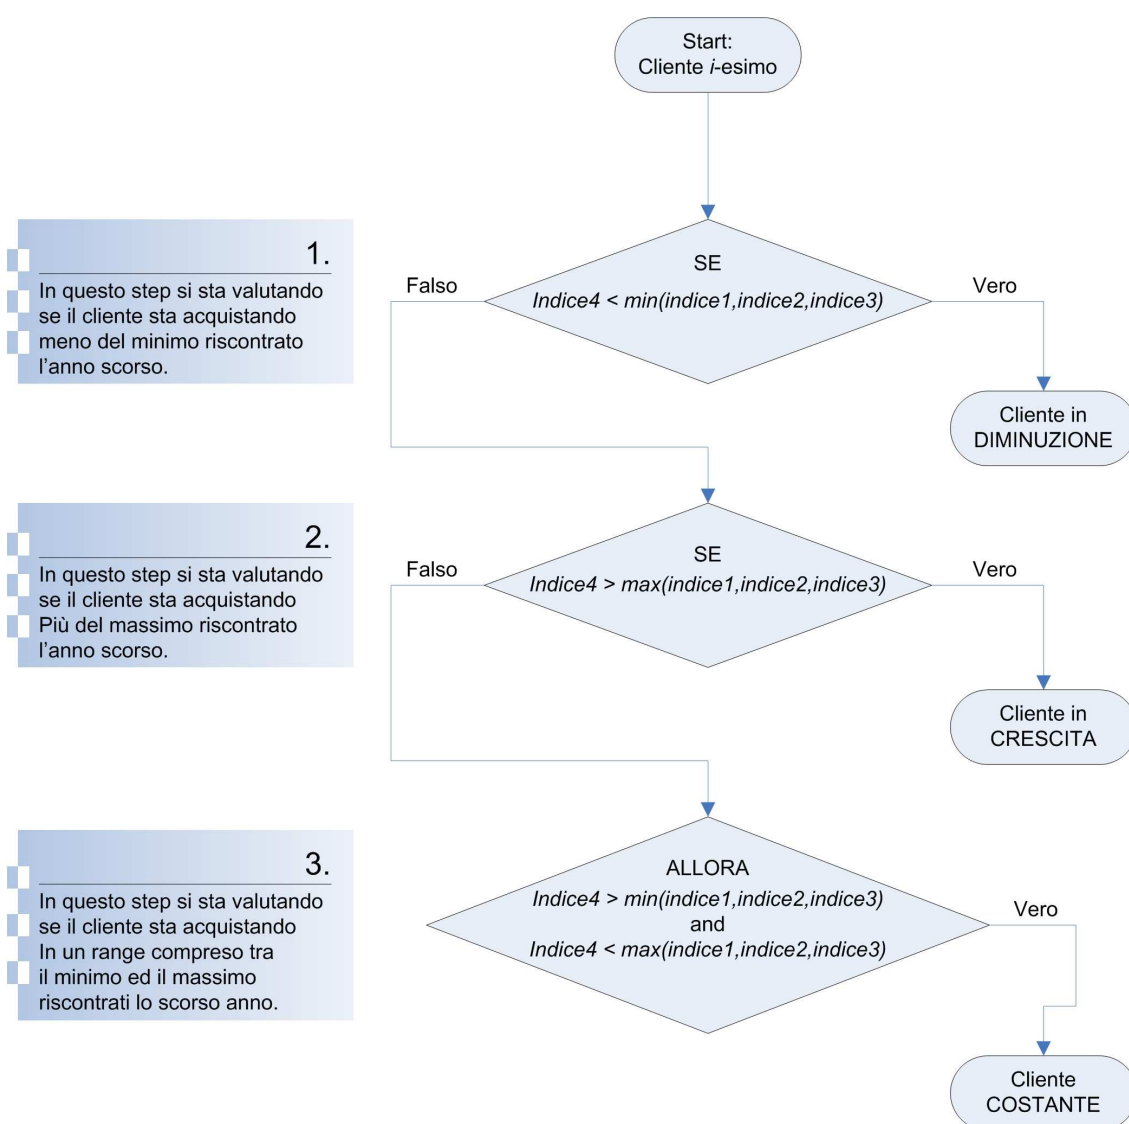 Start:
Cliente i-esimo
1.
In questo step si sta valutando
se il cliente sta acquistando
meno del minimo riscontrato
l'anno scorso.
Falso
SE
Indice4 < min(indice1,indice2,indice3)
Vero
Cliente in
DIMINUZIONE
2.
In questo step si sta valutando
se il cliente sta acquistando
Più del massimo riscontrato
l'anno scorso.
Falso
SE
Indice4 > max(indice1,indice2,indice3)
Vero
Cliente in
CRESCITA
3.
In questo step si sta valutando
se il cliente sta acquistando
In un range compreso tra
il minimo ed il massimo
riscontrati lo scorso anno.
ALLORA
Indice4 > min(indice1,indice2,indice3)
and
Indice4 < max(indice1,indice2,indice3)
Vero
Cliente
COSTANTE